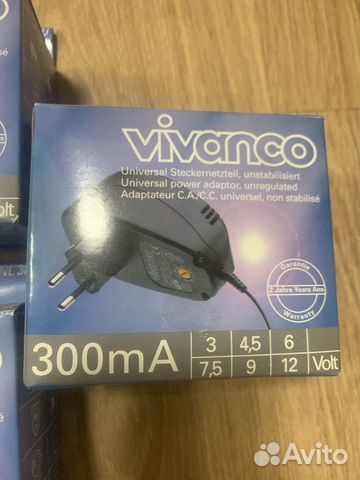 vivanco
Universal Steckernetzteil, unstabilisiert
Universal power adaptor, unregulated
Adaptateur C.A./C.C. universel, non stabilisé
Garantie
2 Jahre Years Ans
Warranty
300mA
3 4,5 6
7,5 9 12 Volt
Volt
Avito